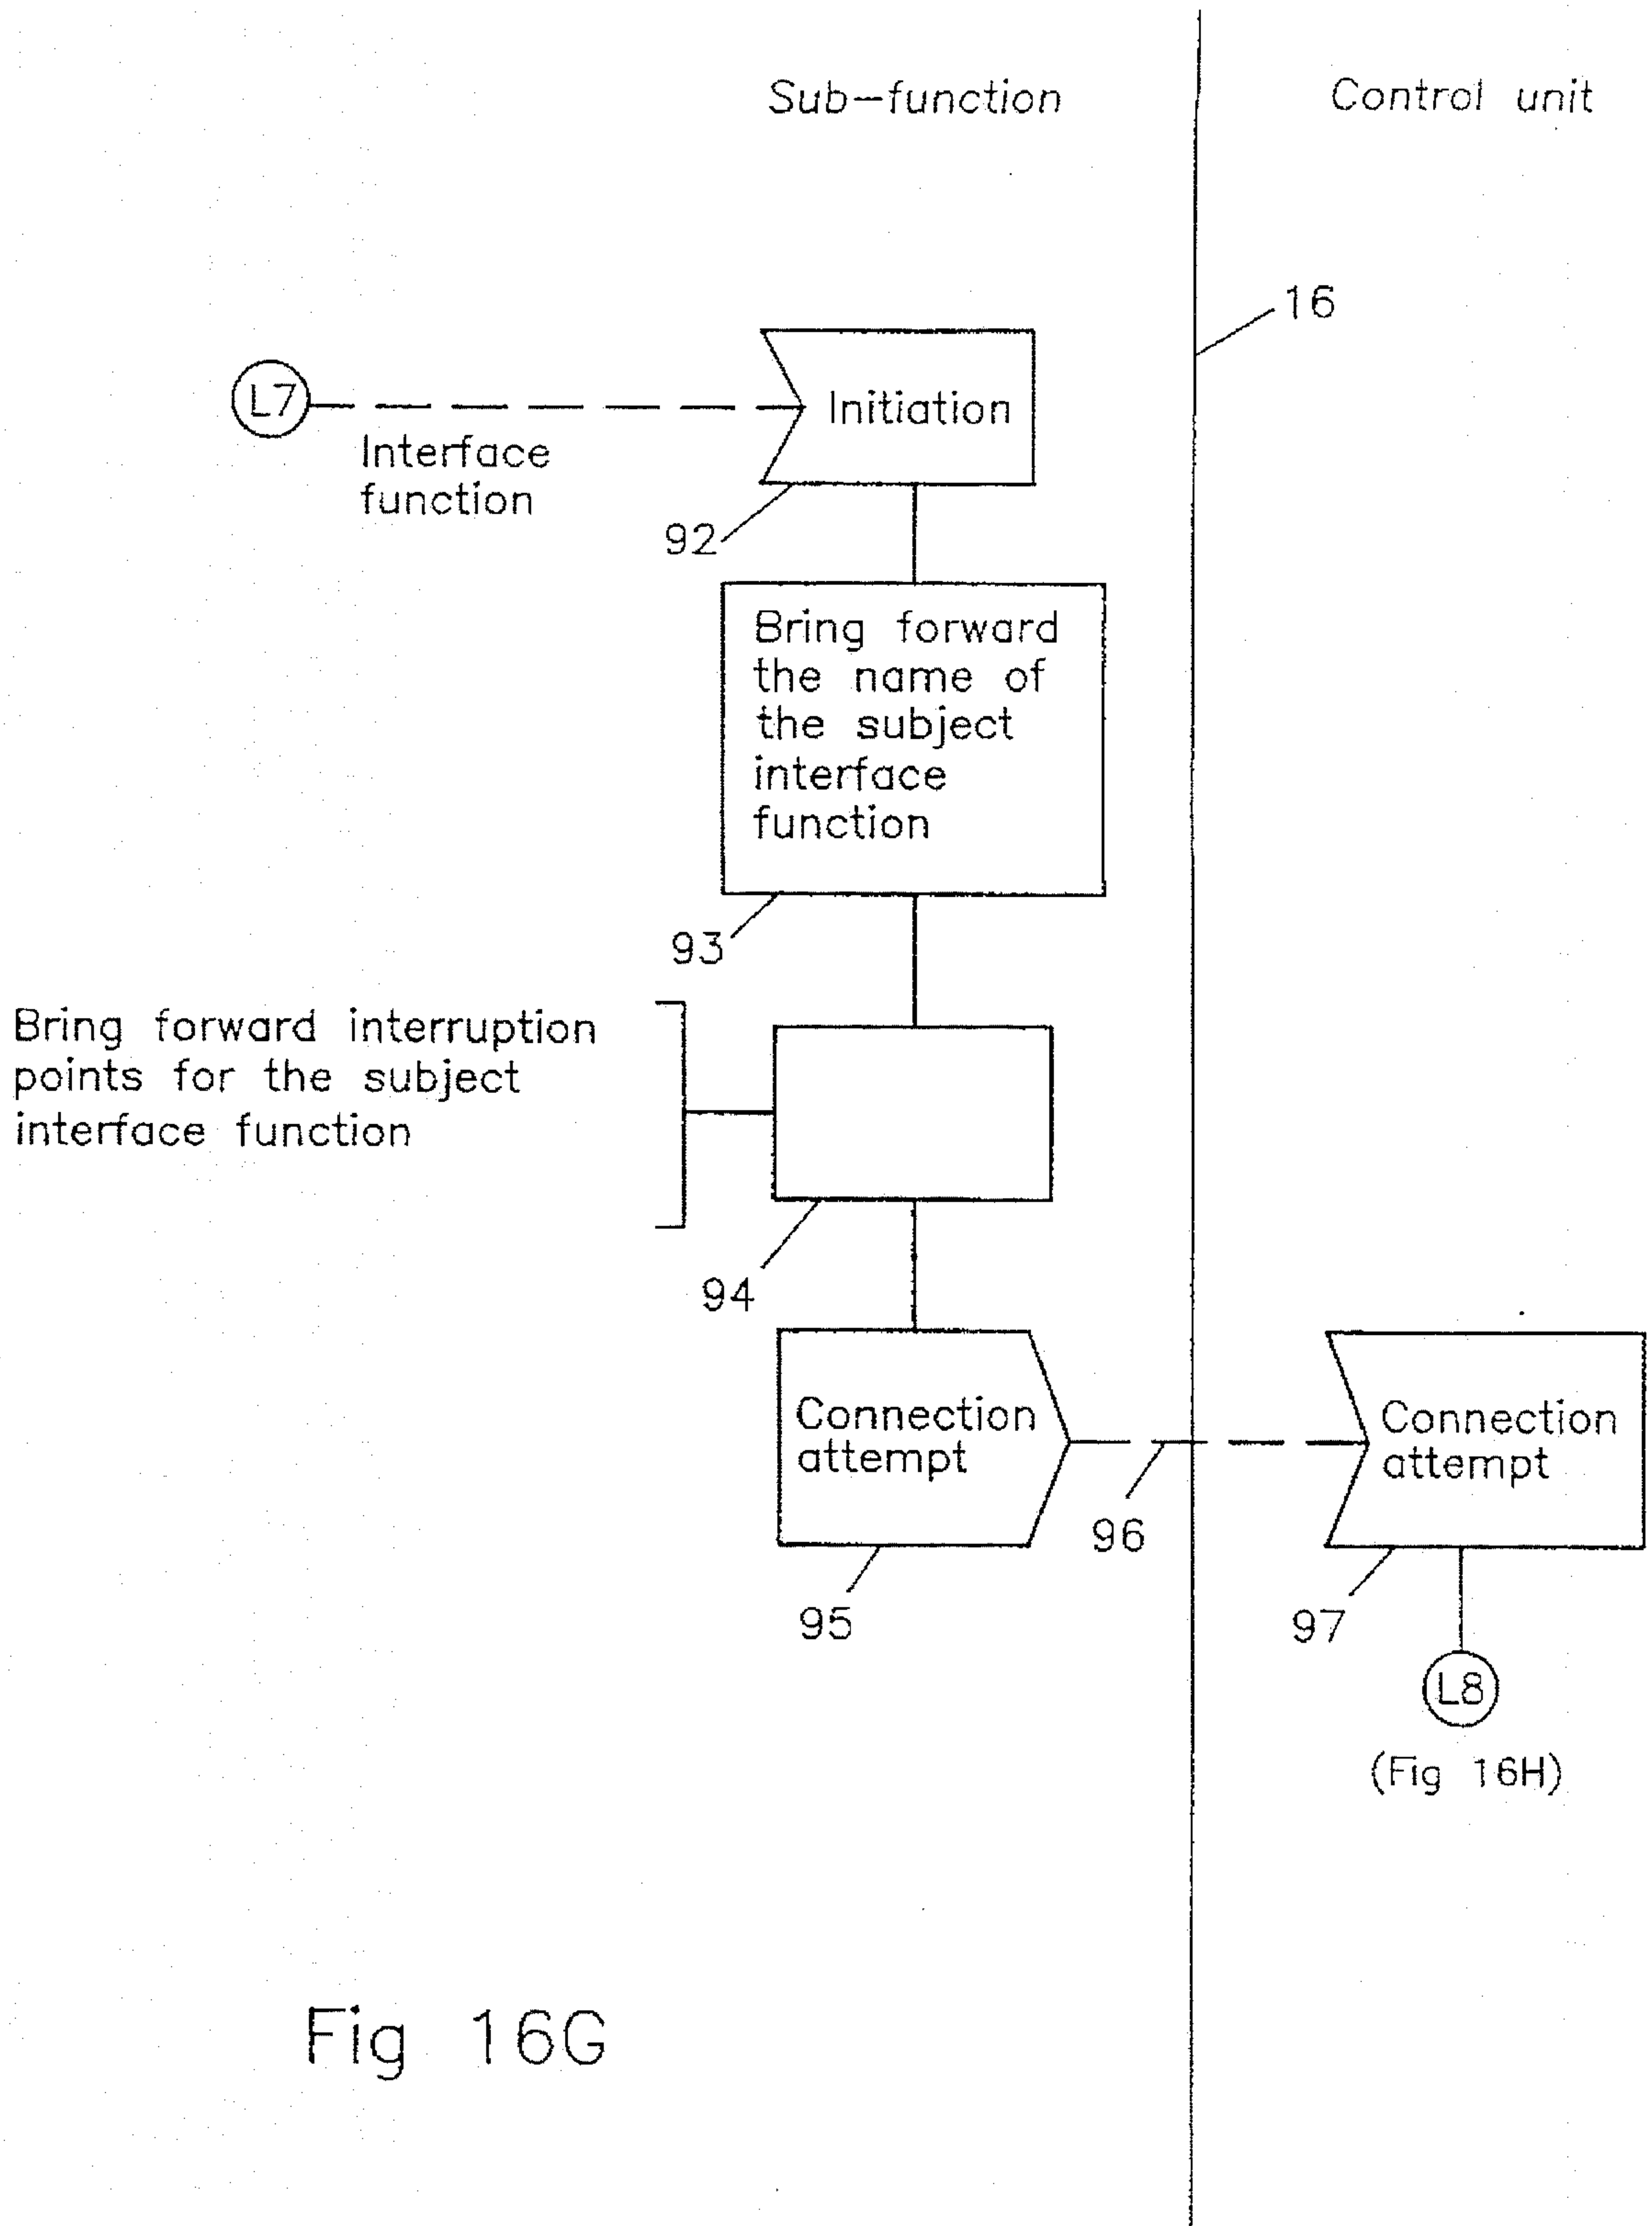 Sub-function
Control unit
16
L7
Initiation
Interface
function
92
Bring forward
the name of
the subject
interface
function
93
Bring forward interruption
points for the subject
interface function
94
Connection
attempt
Connection
attempt
96
95
97
L8
(Fig 16H)
Fig 16G